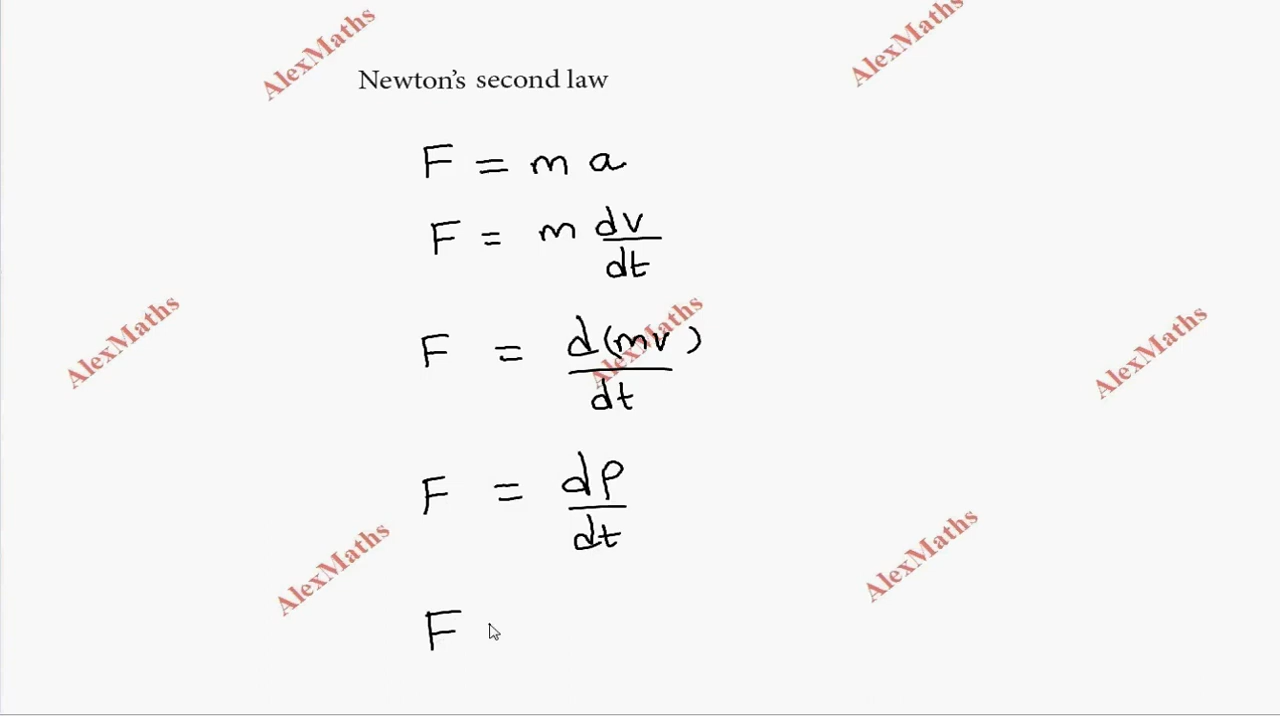 AlexMaths
AlexMaths
Newton's second law
F = m a
F = m dv/dt
AlexMaths
AlexMaths
AlexMaths
F = d(mv)/dt
F = dp/dt
AlexMaths
AlexMaths
F